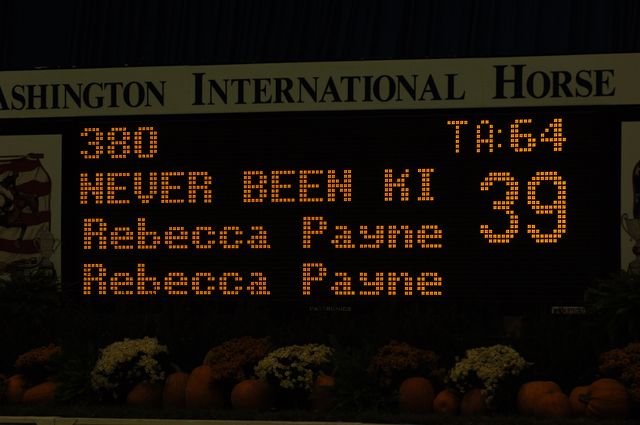 ASHINGTON INTERNATIONAL HORSE
380 TA:64
NEVER BEEN KI 39
Rebecca Payne
Rebecca Payne